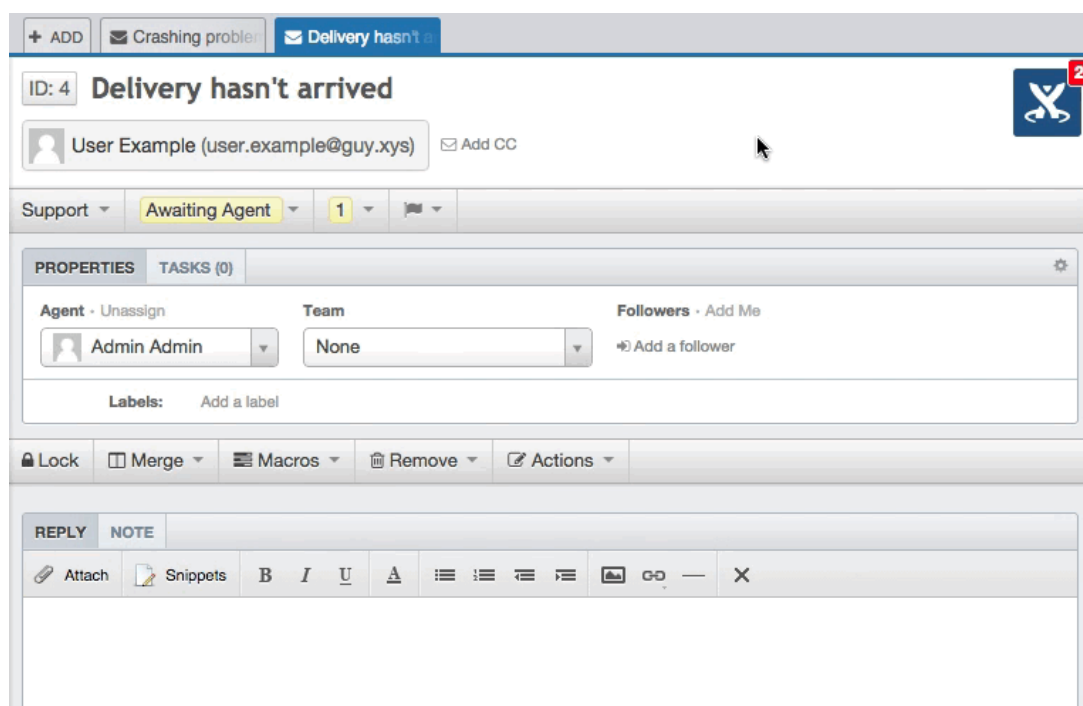 + ADD Crashing problem Delivery hasn't a
ID: 4 Delivery hasn't arrived
2
User Example (user.example@guy.xys) Add CC
Support Awaiting Agent 1
PROPERTIES TASKS (0)
Agent · Unassign Team Followers · Add Me
Admin Admin None Add a follower
Labels: Add a label
Lock Merge Macros Remove Actions
REPLY NOTE
Attach Snippets B I U A